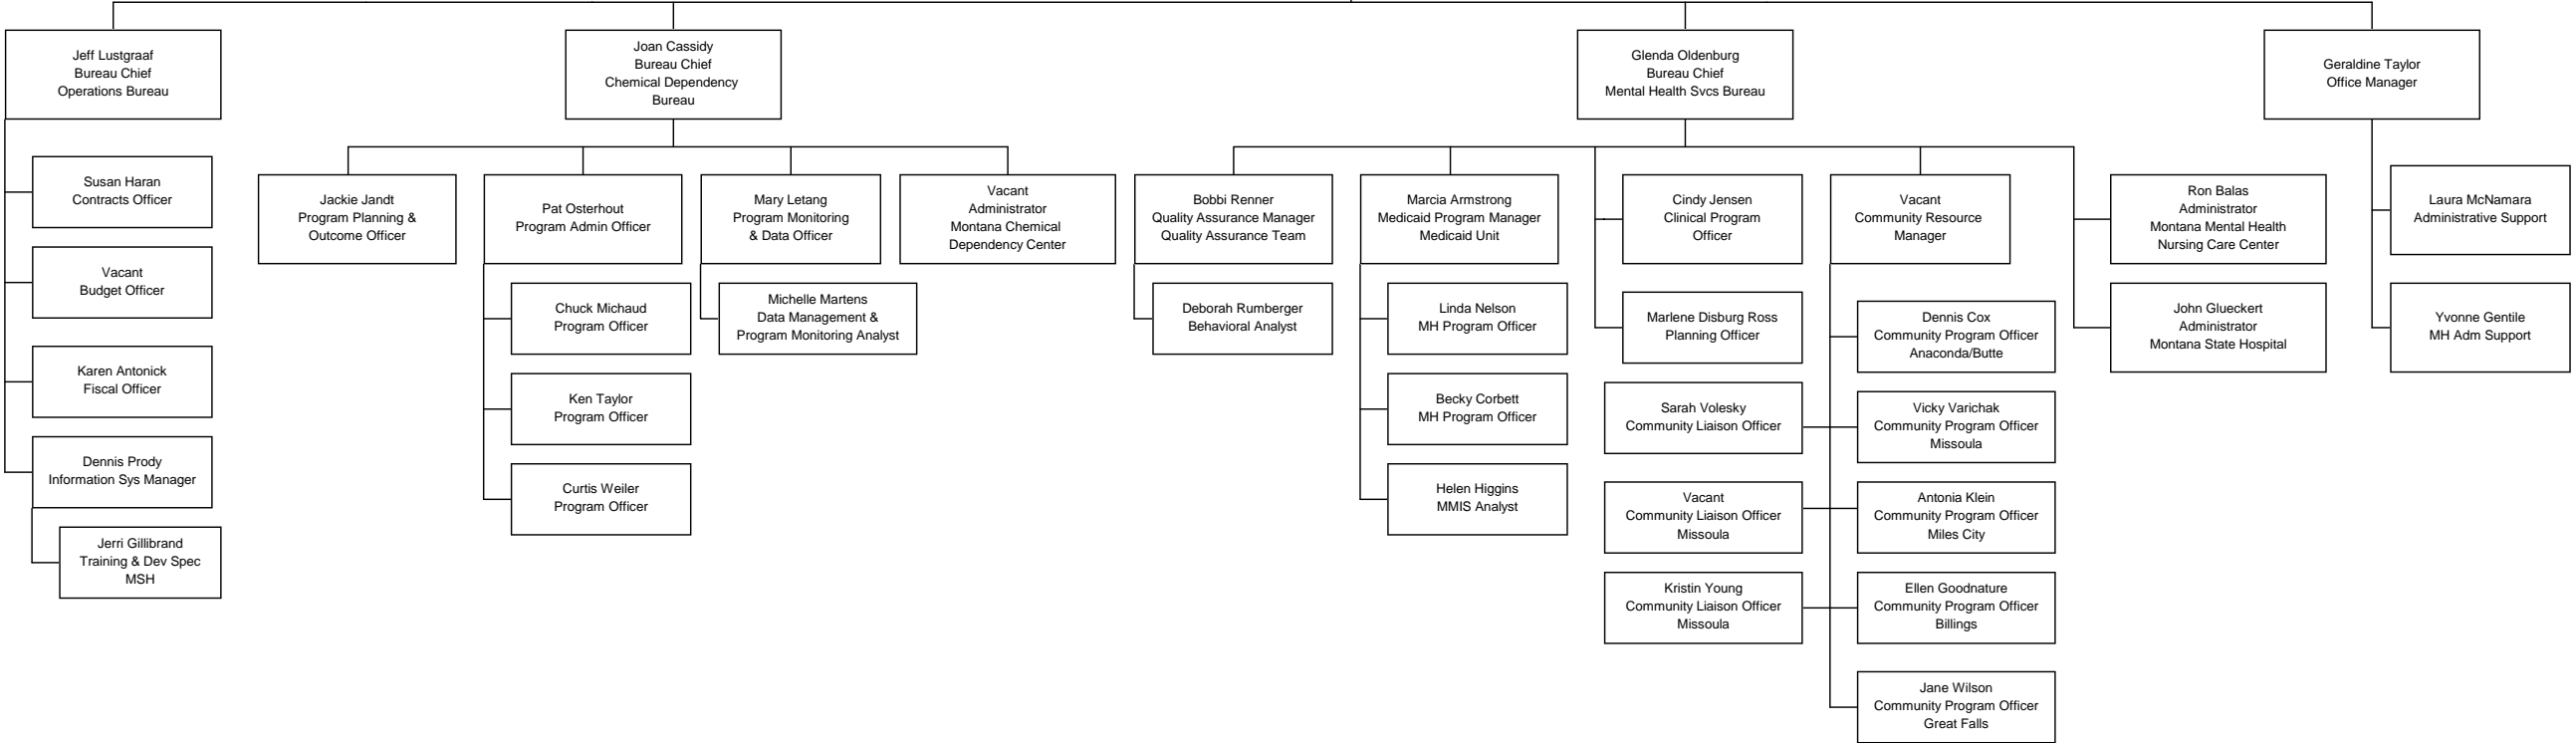 Jeff Lustgraaf
Bureau Chief
Operations Bureau
Joan Cassidy
Bureau Chief
Chemical Dependency
Bureau
Glenda Oldenburg
Bureau Chief
Mental Health Svcs Bureau
Geraldine Taylor
Office Manager
Susan Haran
Contracts Officer
Vacant
Budget Officer
Karen Antonick
Fiscal Officer
Dennis Prody
Information Sys Manager
Jerri Gillibrand
Training & Dev Spec
MSH
Jackie Jandt
Program Planning &
Outcome Officer
Pat Osterhout
Program Admin Officer
Chuck Michaud
Program Officer
Ken Taylor
Program Officer
Curtis Weiler
Program Officer
Mary Letang
Program Monitoring
& Data Officer
Michelle Martens
Data Management &
Program Monitoring Analyst
Vacant
Administrator
Montana Chemical
Dependency Center
Bobbi Renner
Quality Assurance Manager
Quality Assurance Team
Deborah Rumberger
Behavioral Analyst
Marcia Armstrong
Medicaid Program Manager
Medicaid Unit
Linda Nelson
MH Program Officer
Becky Corbett
MH Program Officer
Helen Higgins
MMIS Analyst
Cindy Jensen
Clinical Program
Officer
Marlene Disburg Ross
Planning Officer
Vacant
Community Resource
Manager
Sarah Volesky
Community Liaison Officer
Vacant
Community Liaison Officer
Missoula
Kristin Young
Community Liaison Officer
Missoula
Dennis Cox
Community Program Officer
Anaconda/Butte
Vicky Varichak
Community Program Officer
Missoula
Antonia Klein
Community Program Officer
Miles City
Ellen Goodnature
Community Program Officer
Billings
Jane Wilson
Community Program Officer
Great Falls
Ron Balas
Administrator
Montana Mental Health
Nursing Care Center
John Glueckert
Administrator
Montana State Hospital
Laura McNamara
Administrative Support
Yvonne Gentile
MH Adm Support